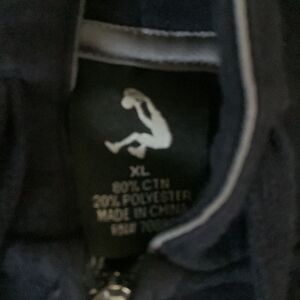 XL
80% CTN
20% POLYESTER
MADE IN CHINA